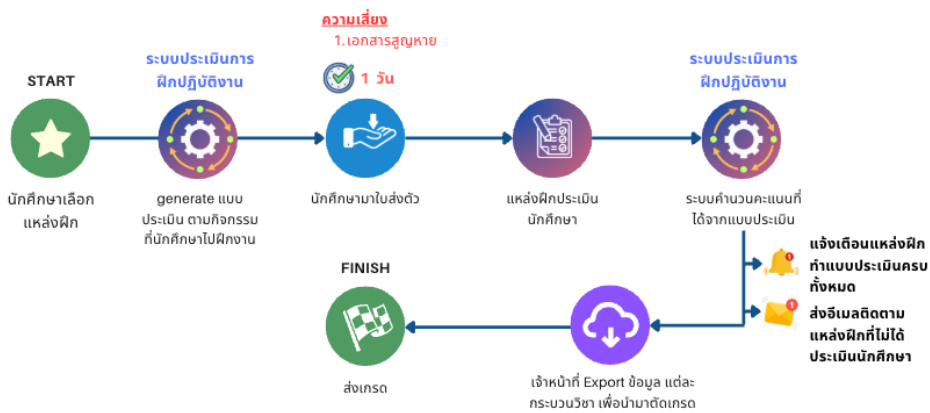 ความเสี่ยง
1.เอกสารสูญหาย
1 วัน
START
ระบบประเมินการ
ฝึกปฏิบัติงาน
ระบบประเมินการ
ฝึกปฏิบัติงาน
นักศึกษาเลือก
แหล่งฝึก
generate แบบ
ประเมิน ตามกิจกรรม
ที่นักศึกษาไปฝึกงาน
นักศึกษามาใบส่งตัว
แหล่งฝึกประเมิน
นักศึกษา
ระบบคำนวนคะแนนที่
ได้จากแบบประเมิน
แจ้งเตือนแหล่งฝึก
ทำแบบประเมินครบ
ทั้งหมด
1
ส่งอีเมลติดตาม
แหล่งฝึกที่ไม่ได้
ประเมินนักศึกษา
1
เจ้าหน้าที่ Export ข้อมูล แต่ละ
กระบวนวิชา เพื่อนำมาตัดเกรด
FINISH
ส่งเกรด